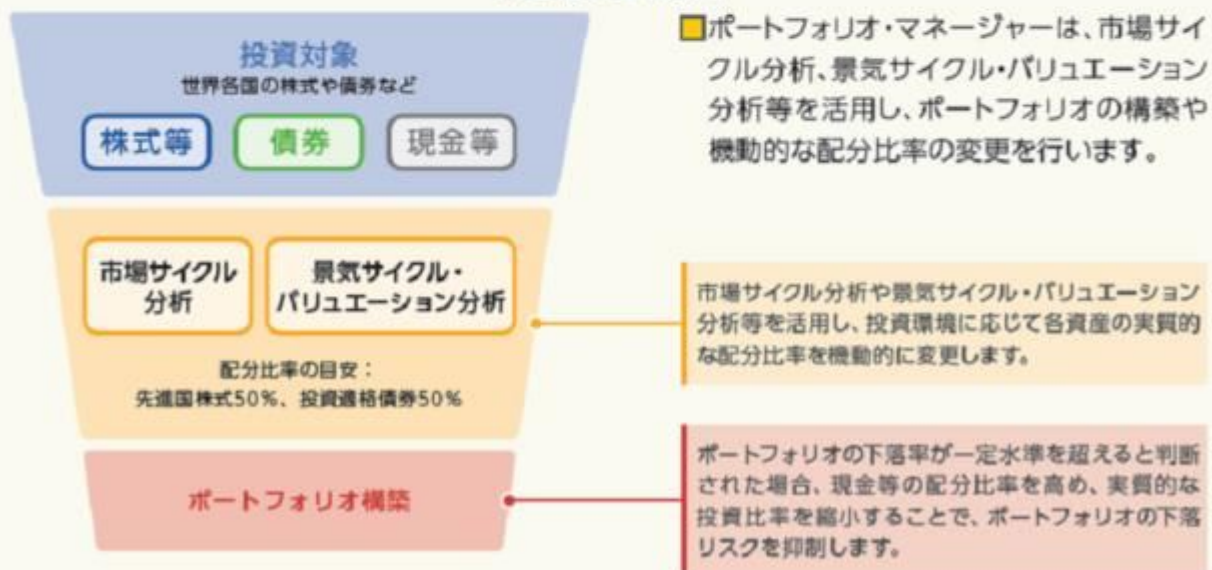 投資対象
世界各国の株式や債券など
株式等 債券 現金等
■ポートフォリオ・マネージャーは、市場サイ
クル分析、景気サイクル・バリュエーション
分析等を活用し、ポートフォリオの構築や
機動的な配分比率の変更を行います。
市場サイクル
分析
景気サイクル・
バリュエーション分析
配分比率の目安:
先進国株式50%、投資適格債券50%
市場サイクル分析や景気サイクル・バリュエーション
分析等を活用し、投資環境に応じて各資産の実質的
な配分比率を機動的に変更します。
ポートフォリオ構築
ポートフォリオの下落率が一定水準を超えると判断
された場合、現金等の配分比率を高め、実質的な
投資比率を縮小することで、ポートフォリオの下落
リスクを抑制します。